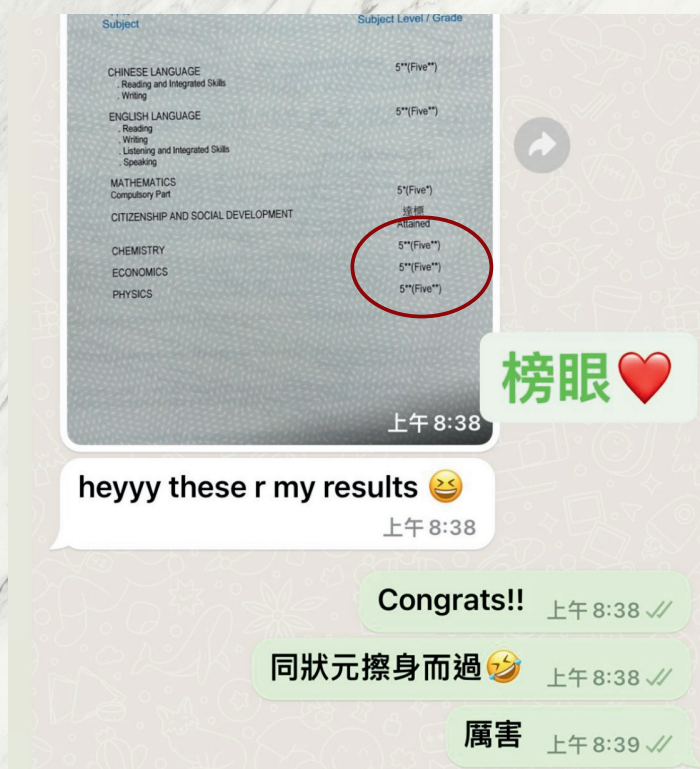 Subject
Subject Level / Grade
CHINESE LANGUAGE 5**(Five**)
. Reading and Integrated Skills
. Writing
ENGLISH LANGUAGE 5**(Five**)
. Reading
. Writing
. Listening and Integrated Skills
. Speaking
MATHEMATICS
Compulsory Part 5*(Five*)
CITIZENSHIP AND SOCIAL DEVELOPMENT 達標
Attained
CHEMISTRY 5**(Five**)
ECONOMICS 5**(Five**)
PHYSICS 5**(Five**)
榜眼❤️
上午 8:38
heyyy these r my results 😆
上午 8:38
Congrats!! 上午 8:38
同狀元擦身而過🤣 上午 8:38
厲害 上午 8:39